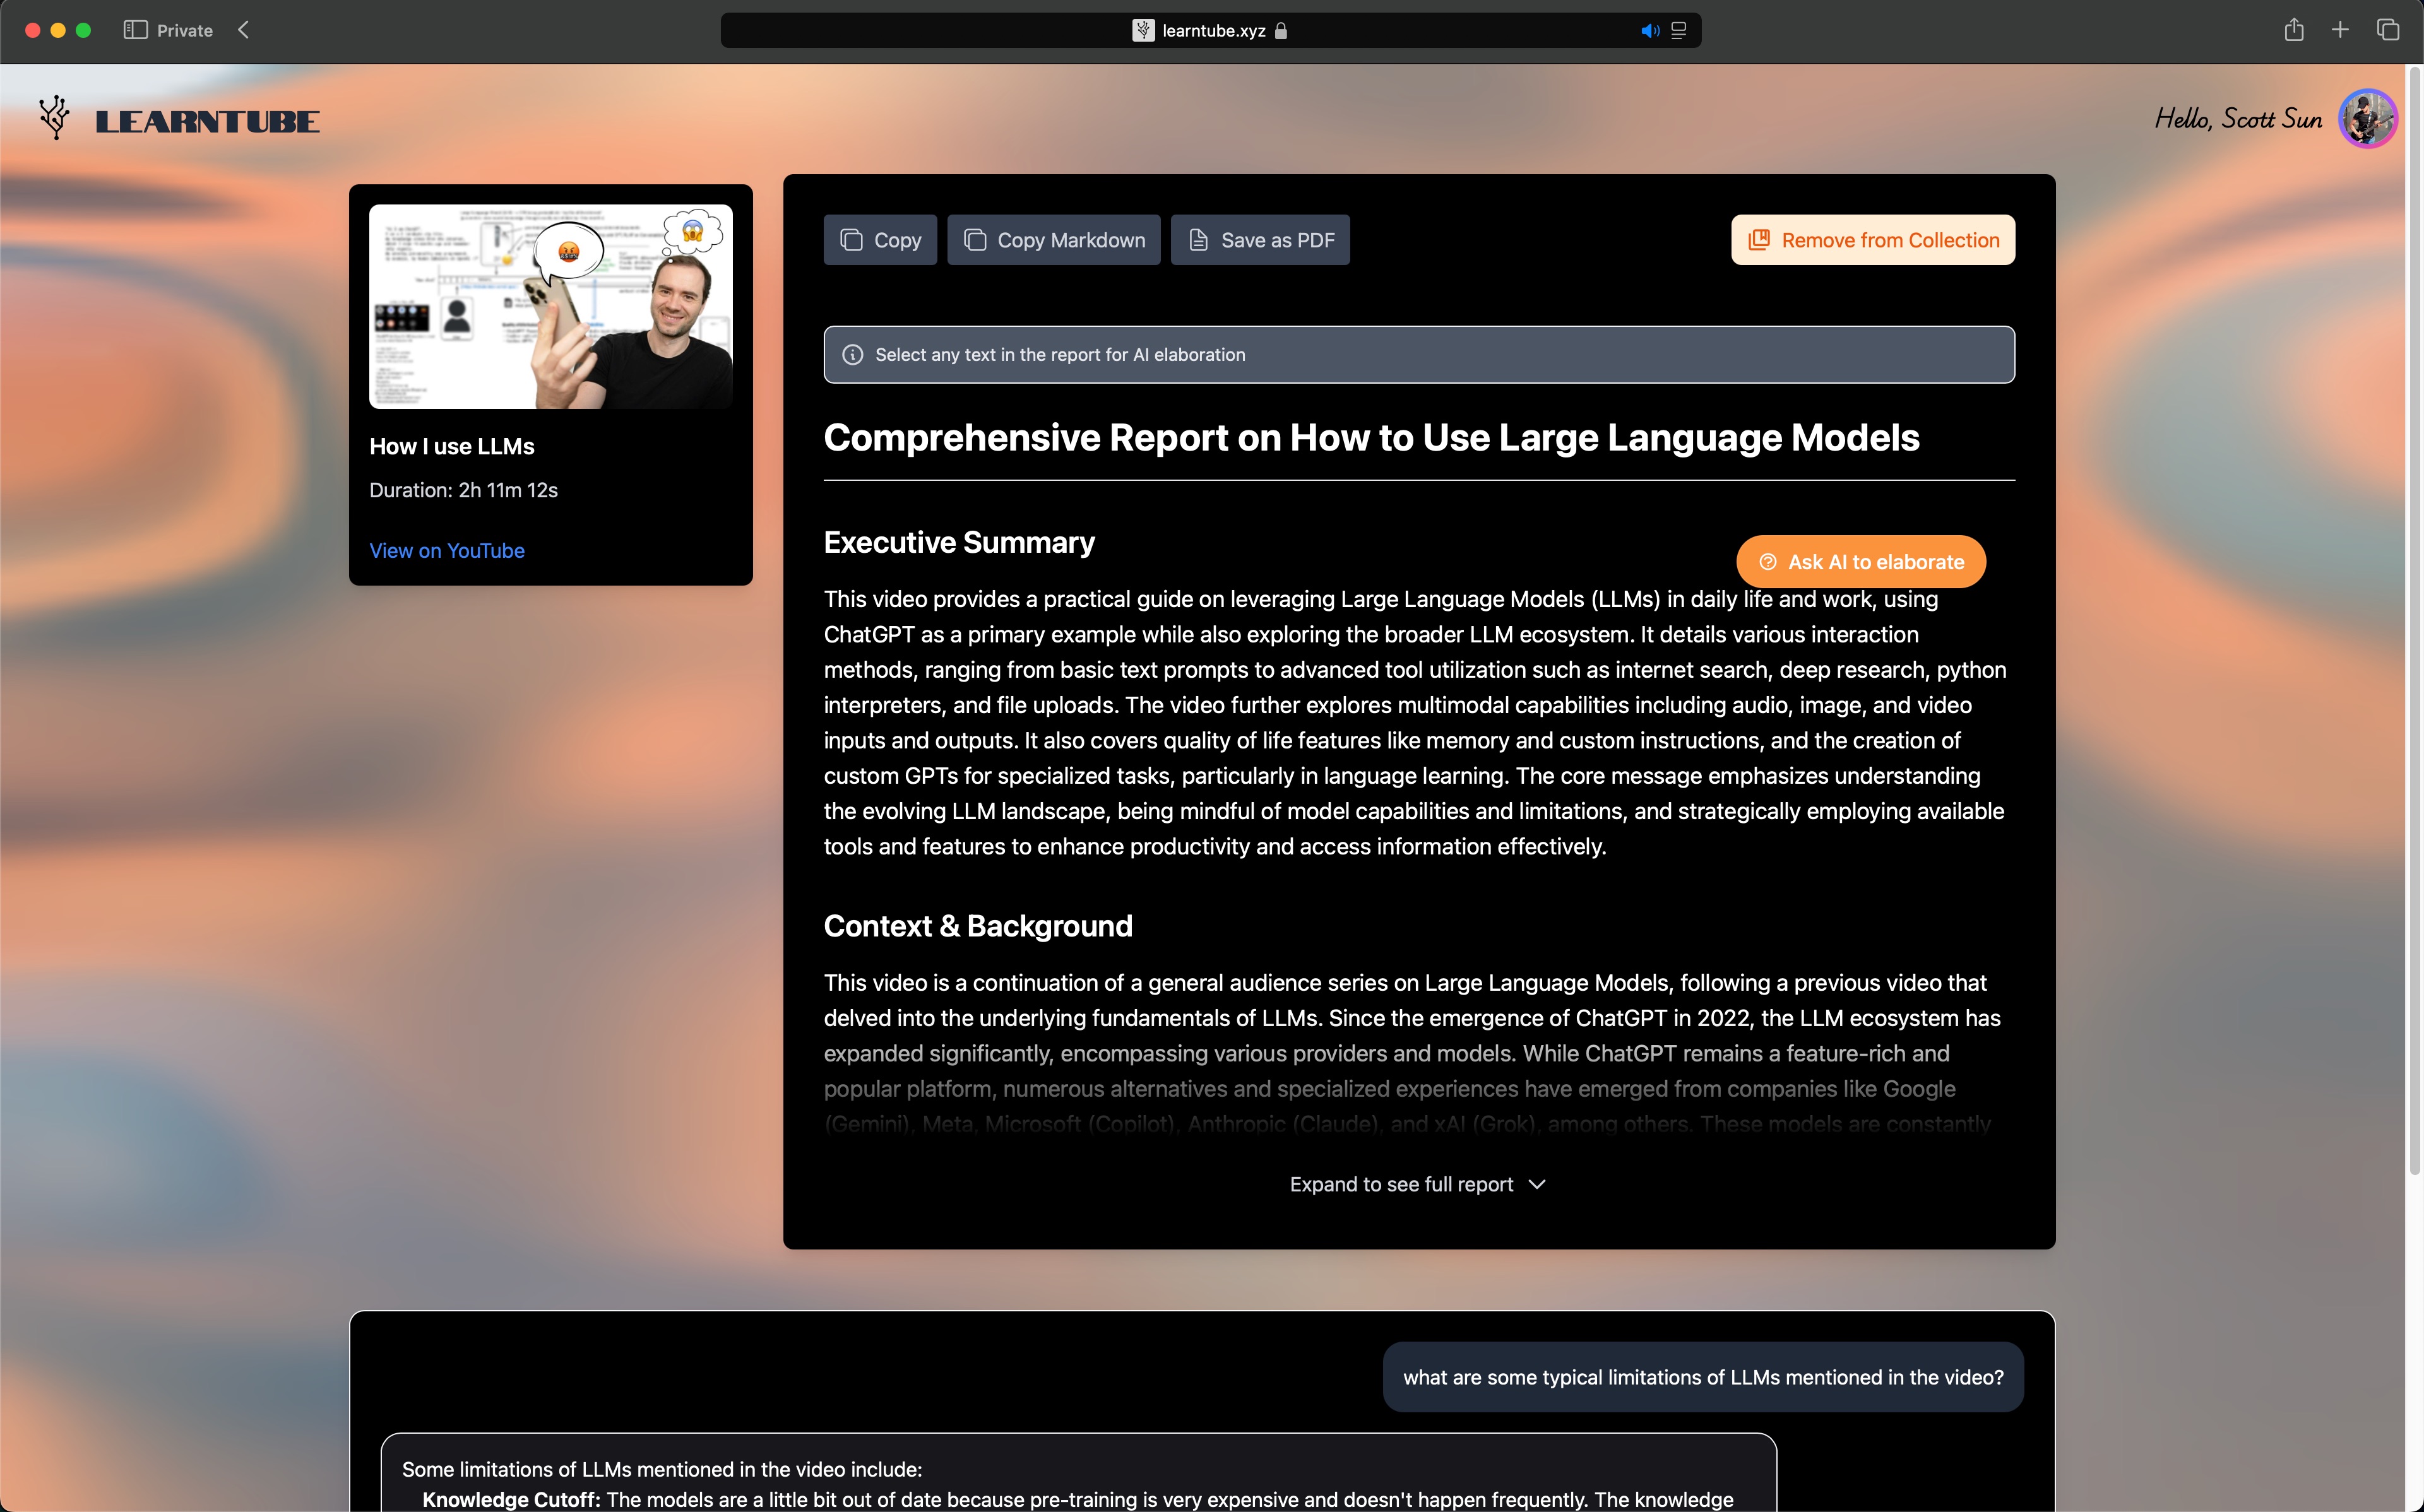 Private
learntube.xyz
LEARNTUBE
Hello, Scott Sun
How I use LLMs
Duration: 2h 11m 12s
View on YouTube
Copy
Copy Markdown
Save as PDF
Remove from Collection
Select any text in the report for AI elaboration
Comprehensive Report on How to Use Large Language Models
Executive Summary
Ask AI to elaborate
This video provides a practical guide on leveraging Large Language Models (LLMs) in daily life and work, using
ChatGPT as a primary example while also exploring the broader LLM ecosystem. It details various interaction
methods, ranging from basic text prompts to advanced tool utilization such as internet search, deep research, python
interpreters, and file uploads. The video further explores multimodal capabilities including audio, image, and video
inputs and outputs. It also covers quality of life features like memory and custom instructions, and the creation of
custom GPTs for specialized tasks, particularly in language learning. The core message emphasizes understanding
the evolving LLM landscape, being mindful of model capabilities and limitations, and strategically employing available
tools and features to enhance productivity and access information effectively.
Context & Background
This video is a continuation of a general audience series on Large Language Models, following a previous video that
delved into the underlying fundamentals of LLMs. Since the emergence of ChatGPT in 2022, the LLM ecosystem has
expanded significantly, encompassing various providers and models. While ChatGPT remains a feature-rich and
popular platform, numerous alternatives and specialized experiences have emerged from companies like Google
(Gemini), Meta, Microsoft (Copilot), Anthropic (Claude), and xAI (Grok), among others. These models are constantly
Expand to see full report
what are some typical limitations of LLMs mentioned in the video?
Some limitations of LLMs mentioned in the video include:
Knowledge Cutoff: The models are a little bit out of date because pre-training is very expensive and doesn't happen frequently. The knowledge